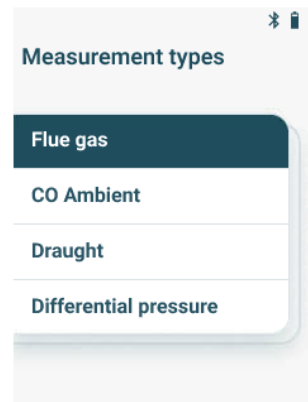 Measurement types
Flue gas
CO Ambient
Draught
Differential pressure